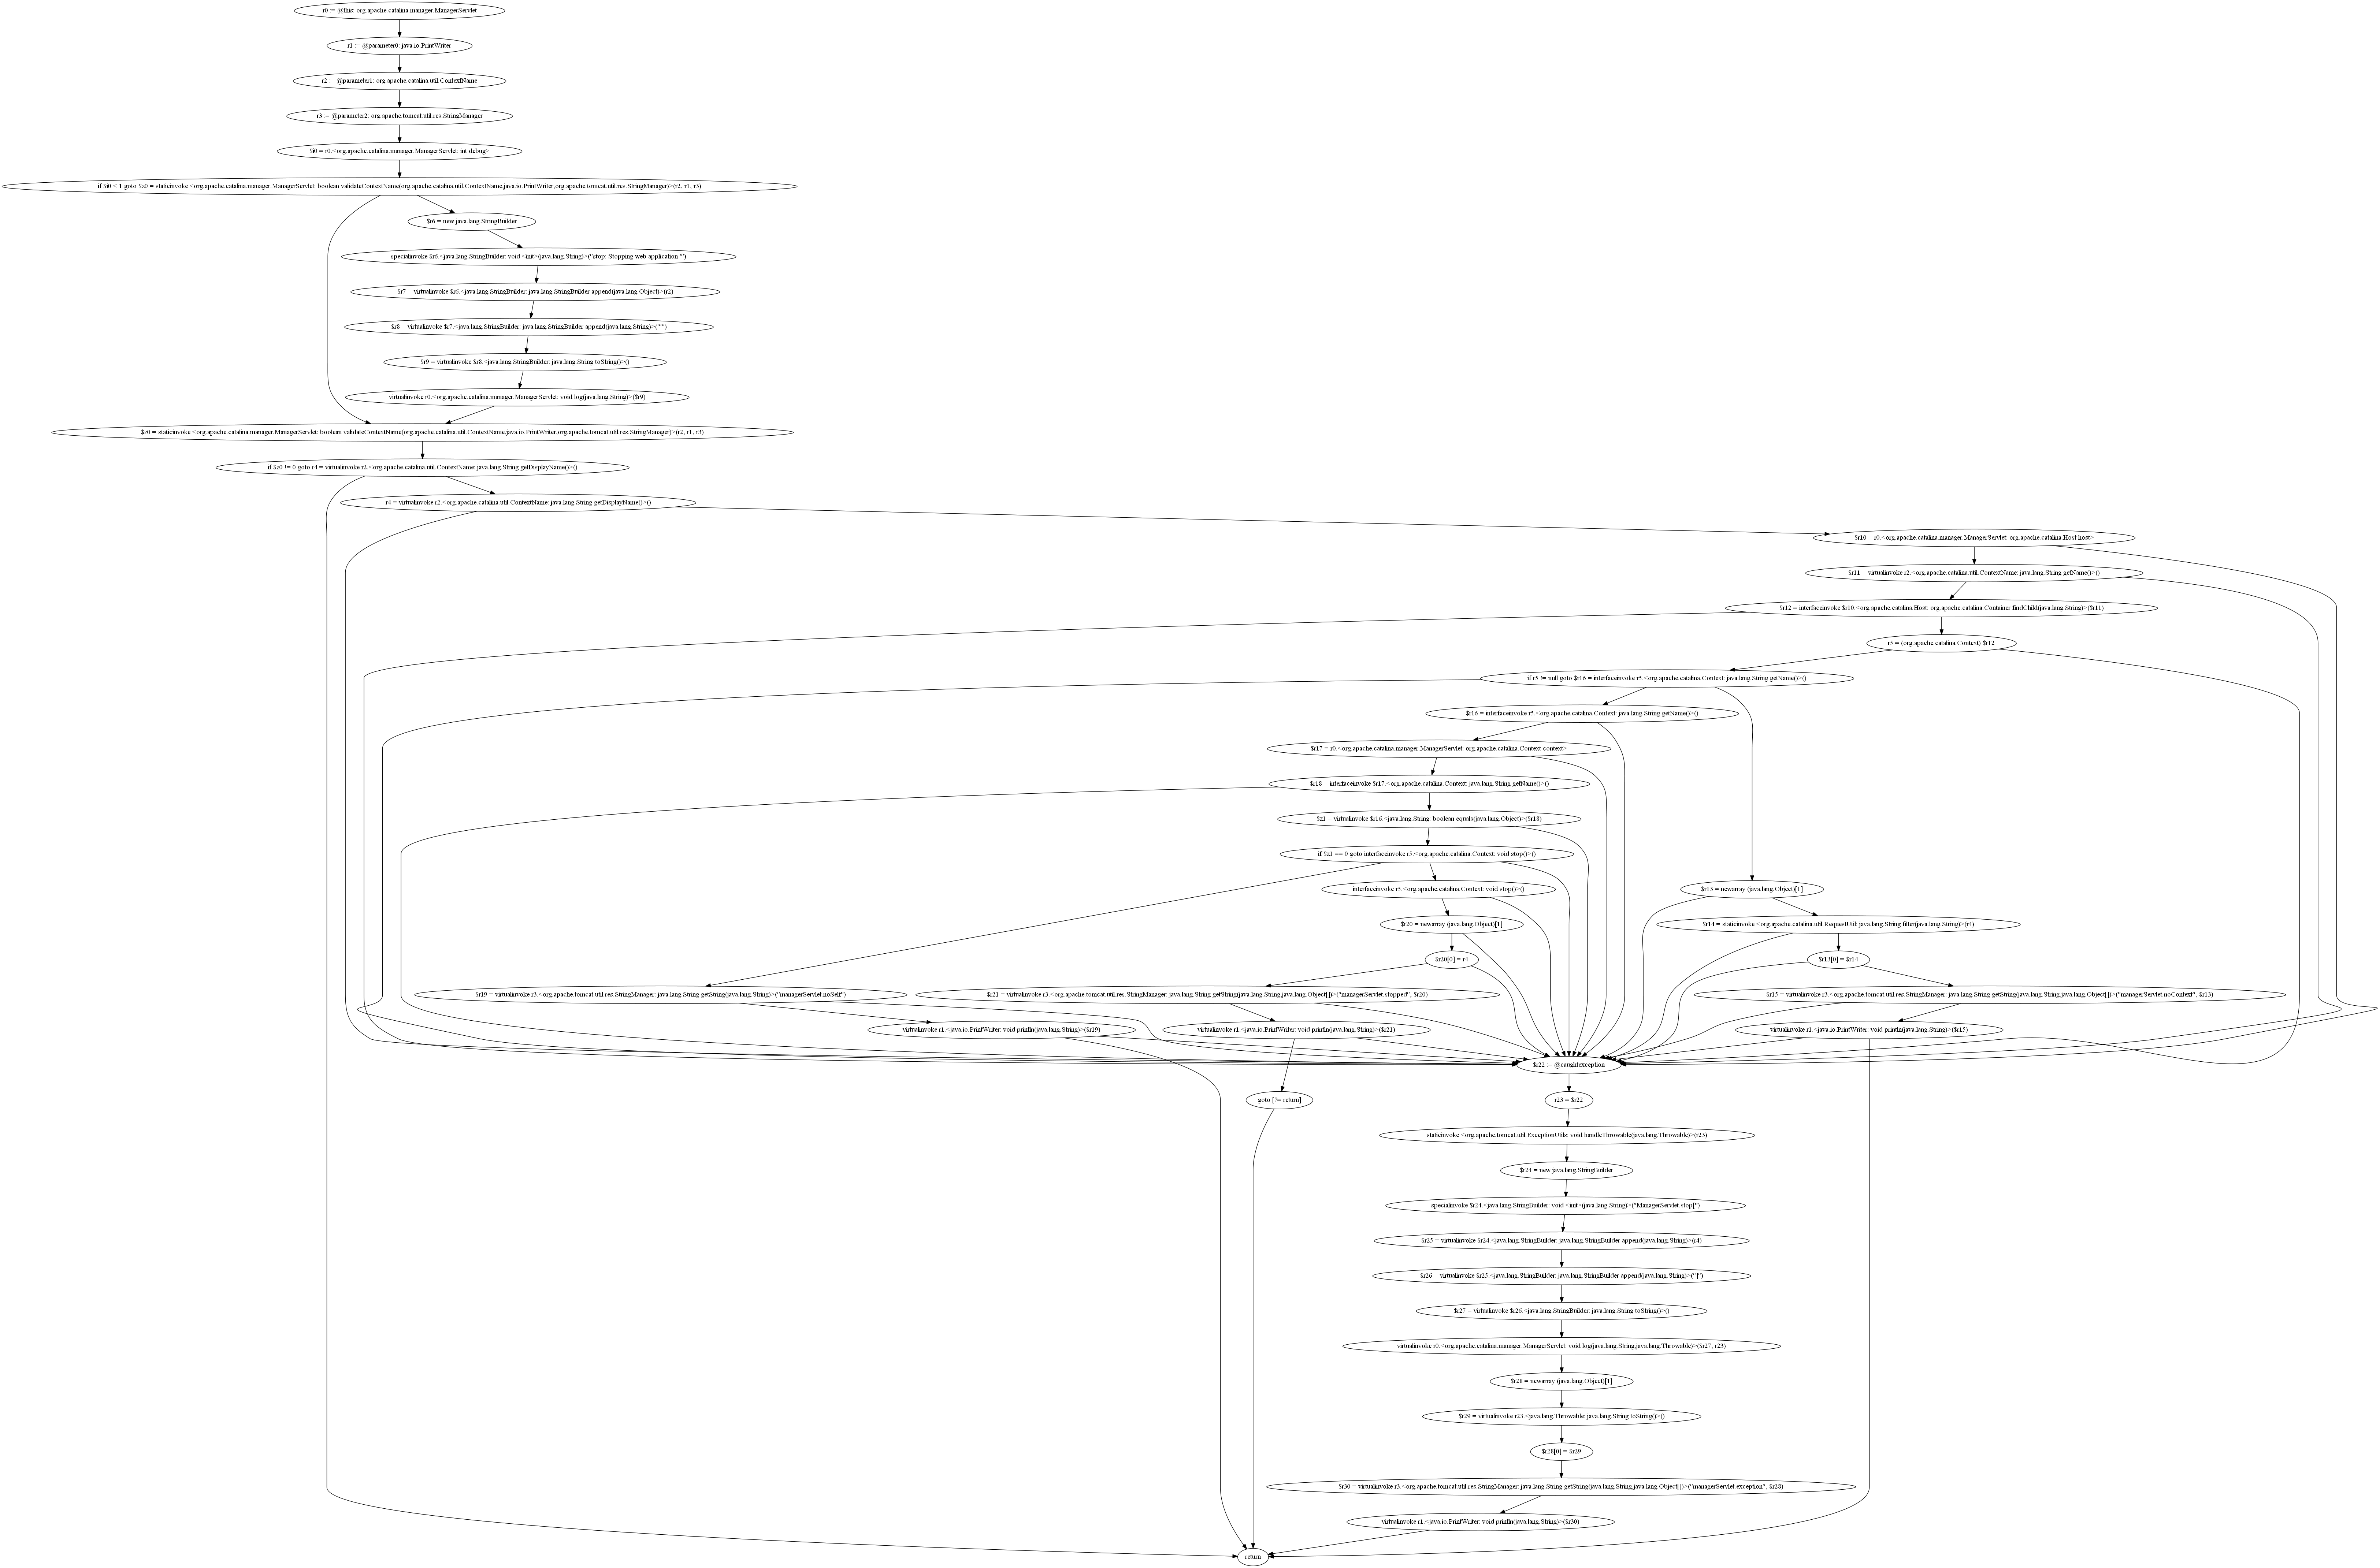 r0 := @this: org.apache.catalina.manager.ManagerServlet
r1 := @parameter0: java.io.PrintWriter
r2 := @parameter1: org.apache.catalina.util.ContextName
r3 := @parameter2: org.apache.tomcat.util.res.StringManager
$i0 = r0.<org.apache.catalina.manager.ManagerServlet: int debug>
if $i0 < 1 goto $z0 = staticinvoke <org.apache.catalina.manager.ManagerServlet: boolean validateContextName(org.apache.catalina.util.ContextName,java.io.PrintWriter,org.apache.tomcat.util.res.StringManager)>(r2, r1, r3)
$r6 = new java.lang.StringBuilder
specialinvoke $r6.<java.lang.StringBuilder: void <init>(java.lang.String)>("stop: Stopping web application '")
$r7 = virtualinvoke $r6.<java.lang.StringBuilder: java.lang.StringBuilder append(java.lang.Object)>(r2)
$r8 = virtualinvoke $r7.<java.lang.StringBuilder: java.lang.StringBuilder append(java.lang.String)>("'")
$r9 = virtualinvoke $r8.<java.lang.StringBuilder: java.lang.String toString()>()
virtualinvoke r0.<org.apache.catalina.manager.ManagerServlet: void log(java.lang.String)>($r9)
$z0 = staticinvoke <org.apache.catalina.manager.ManagerServlet: boolean validateContextName(org.apache.catalina.util.ContextName,java.io.PrintWriter,org.apache.tomcat.util.res.StringManager)>(r2, r1, r3)
if $z0 != 0 goto r4 = virtualinvoke r2.<org.apache.catalina.util.ContextName: java.lang.String getDisplayName()>()
r4 = virtualinvoke r2.<org.apache.catalina.util.ContextName: java.lang.String getDisplayName()>()
$r10 = r0.<org.apache.catalina.manager.ManagerServlet: org.apache.catalina.Host host>
$r11 = virtualinvoke r2.<org.apache.catalina.util.ContextName: java.lang.String getName()>()
$r12 = interfaceinvoke $r10.<org.apache.catalina.Host: org.apache.catalina.Container findChild(java.lang.String)>($r11)
r5 = (org.apache.catalina.Context) $r12
if r5 != null goto $r16 = interfaceinvoke r5.<org.apache.catalina.Context: java.lang.String getName()>()
$r16 = interfaceinvoke r5.<org.apache.catalina.Context: java.lang.String getName()>()
$r17 = r0.<org.apache.catalina.manager.ManagerServlet: org.apache.catalina.Context context>
$r18 = interfaceinvoke $r17.<org.apache.catalina.Context: java.lang.String getName()>()
$z1 = virtualinvoke $r16.<java.lang.String: boolean equals(java.lang.Object)>($r18)
if $z1 == 0 goto interfaceinvoke r5.<org.apache.catalina.Context: void stop()>()
interfaceinvoke r5.<org.apache.catalina.Context: void stop()>()
$r13 = newarray (java.lang.Object)[1]
$r20 = newarray (java.lang.Object)[1]
$r14 = staticinvoke <org.apache.catalina.util.RequestUtil: java.lang.String filter(java.lang.String)>(r4)
$r20[0] = r4
$r13[0] = $r14
$r19 = virtualinvoke r3.<org.apache.tomcat.util.res.StringManager: java.lang.String getString(java.lang.String)>("managerServlet.noSelf")
$r21 = virtualinvoke r3.<org.apache.tomcat.util.res.StringManager: java.lang.String getString(java.lang.String,java.lang.Object[])>("managerServlet.stopped", $r20)
$r15 = virtualinvoke r3.<org.apache.tomcat.util.res.StringManager: java.lang.String getString(java.lang.String,java.lang.Object[])>("managerServlet.noContext", $r13)
virtualinvoke r1.<java.io.PrintWriter: void println(java.lang.String)>($r19)
virtualinvoke r1.<java.io.PrintWriter: void println(java.lang.String)>($r21)
virtualinvoke r1.<java.io.PrintWriter: void println(java.lang.String)>($r15)
$r22 := @caughtexception
goto [?= return]
r23 = $r22
staticinvoke <org.apache.tomcat.util.ExceptionUtils: void handleThrowable(java.lang.Throwable)>(r23)
$r24 = new java.lang.StringBuilder
specialinvoke $r24.<java.lang.StringBuilder: void <init>(java.lang.String)>("ManagerServlet.stop[")
$r25 = virtualinvoke $r24.<java.lang.StringBuilder: java.lang.StringBuilder append(java.lang.String)>(r4)
$r26 = virtualinvoke $r25.<java.lang.StringBuilder: java.lang.StringBuilder append(java.lang.String)>("]")
$r27 = virtualinvoke $r26.<java.lang.StringBuilder: java.lang.String toString()>()
virtualinvoke r0.<org.apache.catalina.manager.ManagerServlet: void log(java.lang.String,java.lang.Throwable)>($r27, r23)
$r28 = newarray (java.lang.Object)[1]
$r29 = virtualinvoke r23.<java.lang.Throwable: java.lang.String toString()>()
$r28[0] = $r29
$r30 = virtualinvoke r3.<org.apache.tomcat.util.res.StringManager: java.lang.String getString(java.lang.String,java.lang.Object[])>("managerServlet.exception", $r28)
virtualinvoke r1.<java.io.PrintWriter: void println(java.lang.String)>($r30)
return